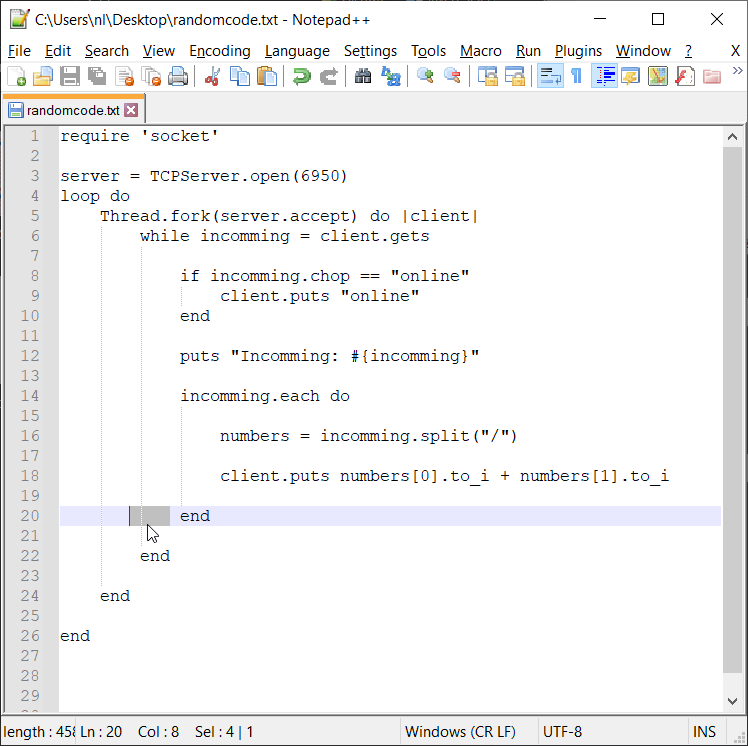 C:\Users\nl\Desktop\randomcode.txt - Notepad++
File Edit Search View Encoding Language Settings Tools Macro Run Plugins Window ? X
randomcode.txt
1 require 'socket'
2
3 server = TCPServer.open(6950)
4 loop do
5 Thread.fork(server.accept) do |client|
6 while incomming = client.gets
7
8 if incomming.chop == "online"
9 client.puts "online"
10 end
11
12 puts "Incomming: #{incomming}"
13
14 incomming.each do
15
16 numbers = incomming.split("/")
17
18 client.puts numbers[0].to_i + numbers[1].to_i
19
20 end
21
22 end
23
24 end
25
26 end
27
28
29
length : 458 Ln : 20 Col : 8 Sel : 4 | 1 Windows (CR LF) UTF-8 INS